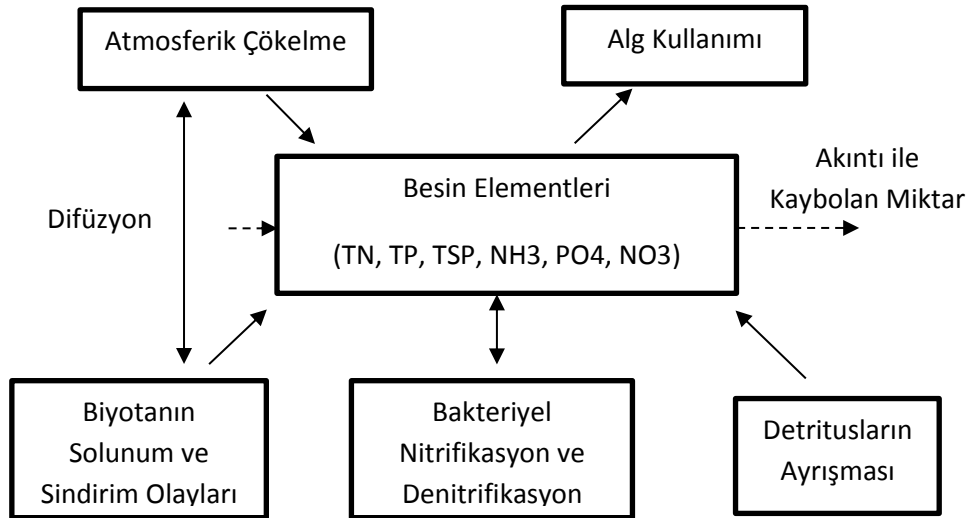 Atmosferik Çökelme
Alg Kullanımı
Besin Elementleri
(TN, TP, TSP, NH3, PO4, NO3)
Akıntı ile
Kaybolan Miktar
Difüzyon
Biyotanın
Solunum ve
Sindirim Olayları
Bakteriyel
Nitrifikasyon ve
Denitrifikasyon
Detritusların
Ayrışması